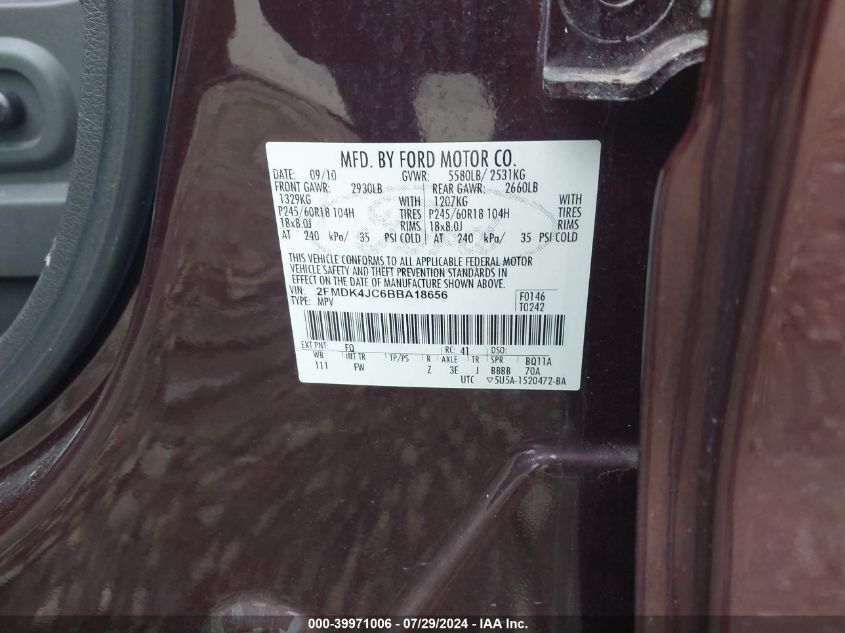 MFD. BY FORD MOTOR CO.
DATE: 09/10 GVWR: 5580LB/ 2531KG
FRONT GAWR: 2930LB REAR GAWR: 2660LB
1329KG WITH 1207KG WITH
P245/60R18 104H TIRES P245/60R18 104H TIRES
18x8.0J RIMS 18x8.0J RIMS
AT 240 kPa/ 35 PSI COLD AT 240 kPa/ 35 PSI COLD
THIS VEHICLE CONFORMS TO ALL APPLICABLE FEDERAL MOTOR
VEHICLE SAFETY AND THEFT PREVENTION STANDARDS IN
EFFECT ON THE DATE OF MANUFACTURE SHOWN ABOVE.
VIN: 2FMDK4JC6BBA18656 F0146
TYPE: MPV T0242
EXT PNT: FQ RC: 41 DSO:
WB INT TR TP/PS R AXLE TR SPR BQ11A
111 FW Z 3E J BBBB 70A
UTC ▽5U5A-1520472-BA
000-39971006 / 07/29/2024 - IAA Inc.